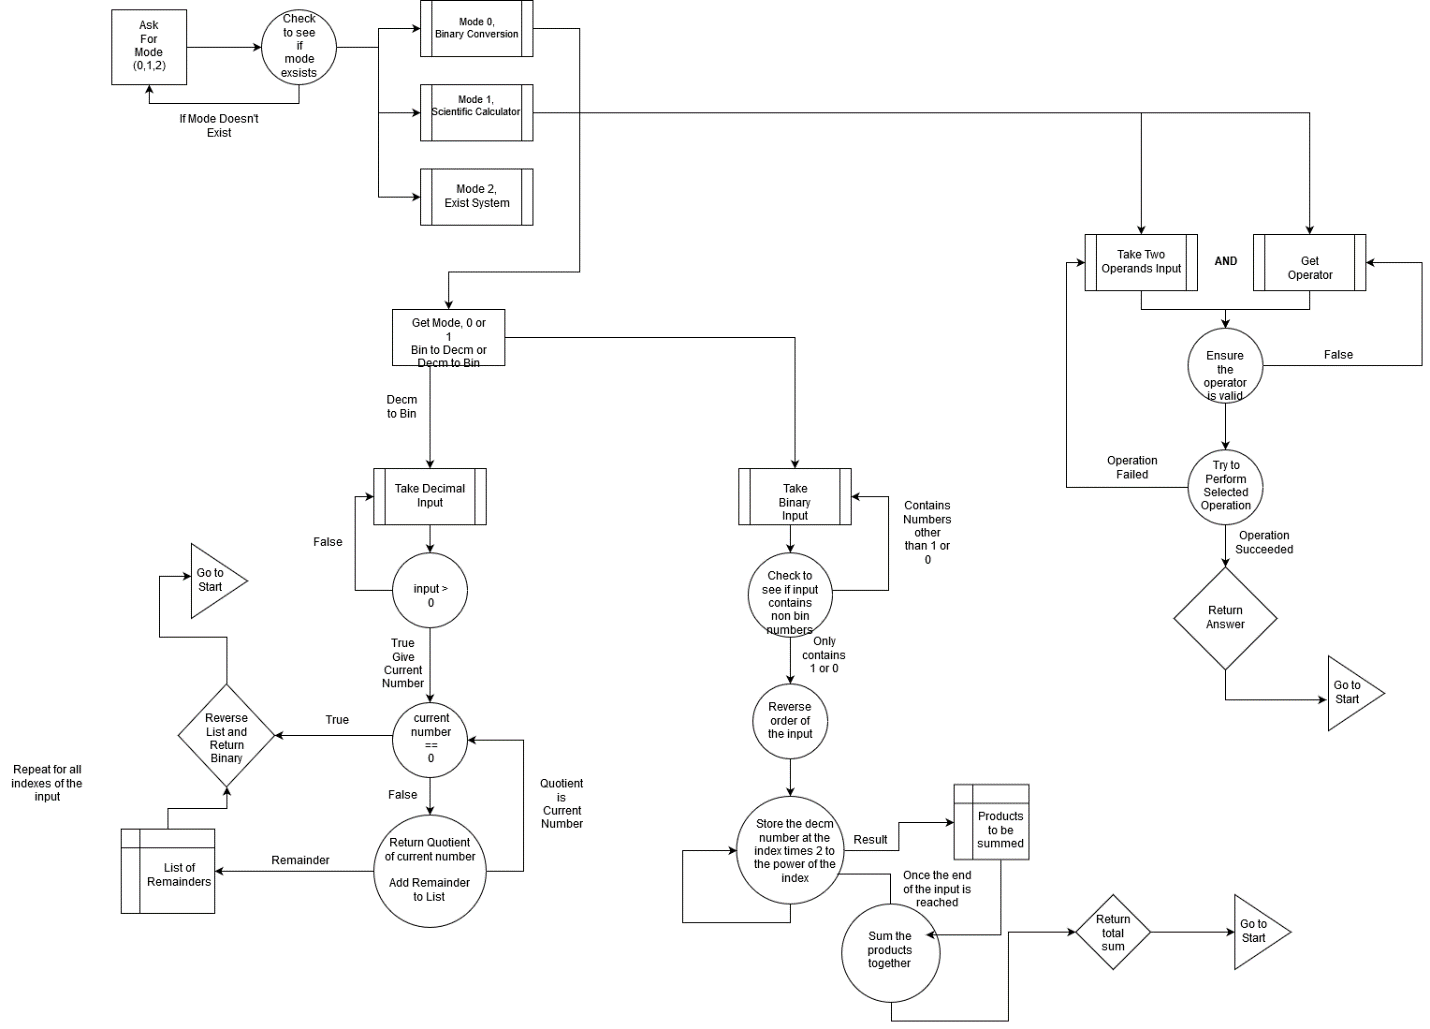 Ask
For
Mode
(0,1,2)
Check
to see
if
mode
exsists
If Mode Doesn't
Exist
Mode 0,
Binary Conversion
Mode 1,
Scientific Calculator
Mode 2,
Exist System
Take Two
Operands Input
AND
Get
Operator
Ensure
the
operator
is valid
False
Try to
Perform
Selected
Operation
Operation
Failed
Operation
Succeeded
Return
Answer
Go to
Start
Get Mode, 0 or
1
Bin to Decm or
Decm to Bin
Decm
to Bin
Take Decimal
Input
False
input >
0
True
Give
Current
Number
current
number
==
0
True
False
Return Quotient
of current number
Add Remainder
to List
Quotient
is
Current
Number
Remainder
List of
Remainders
Reverse
List and
Return
Binary
Go to
Start
Repeat for all
indexes of the
input
Take
Binary
Input
Contains
Numbers
other
than 1 or
0
Check to
see if input
contains
non bin
numbers
Only
contains
1 or 0
Reverse
order of
the input
Store the decm
number at the
index times 2 to
the power of the
index
Result
Products
to be
summed
Once the end
of the input is
reached
Sum the
products
together
Return
total
sum
Go to
Start